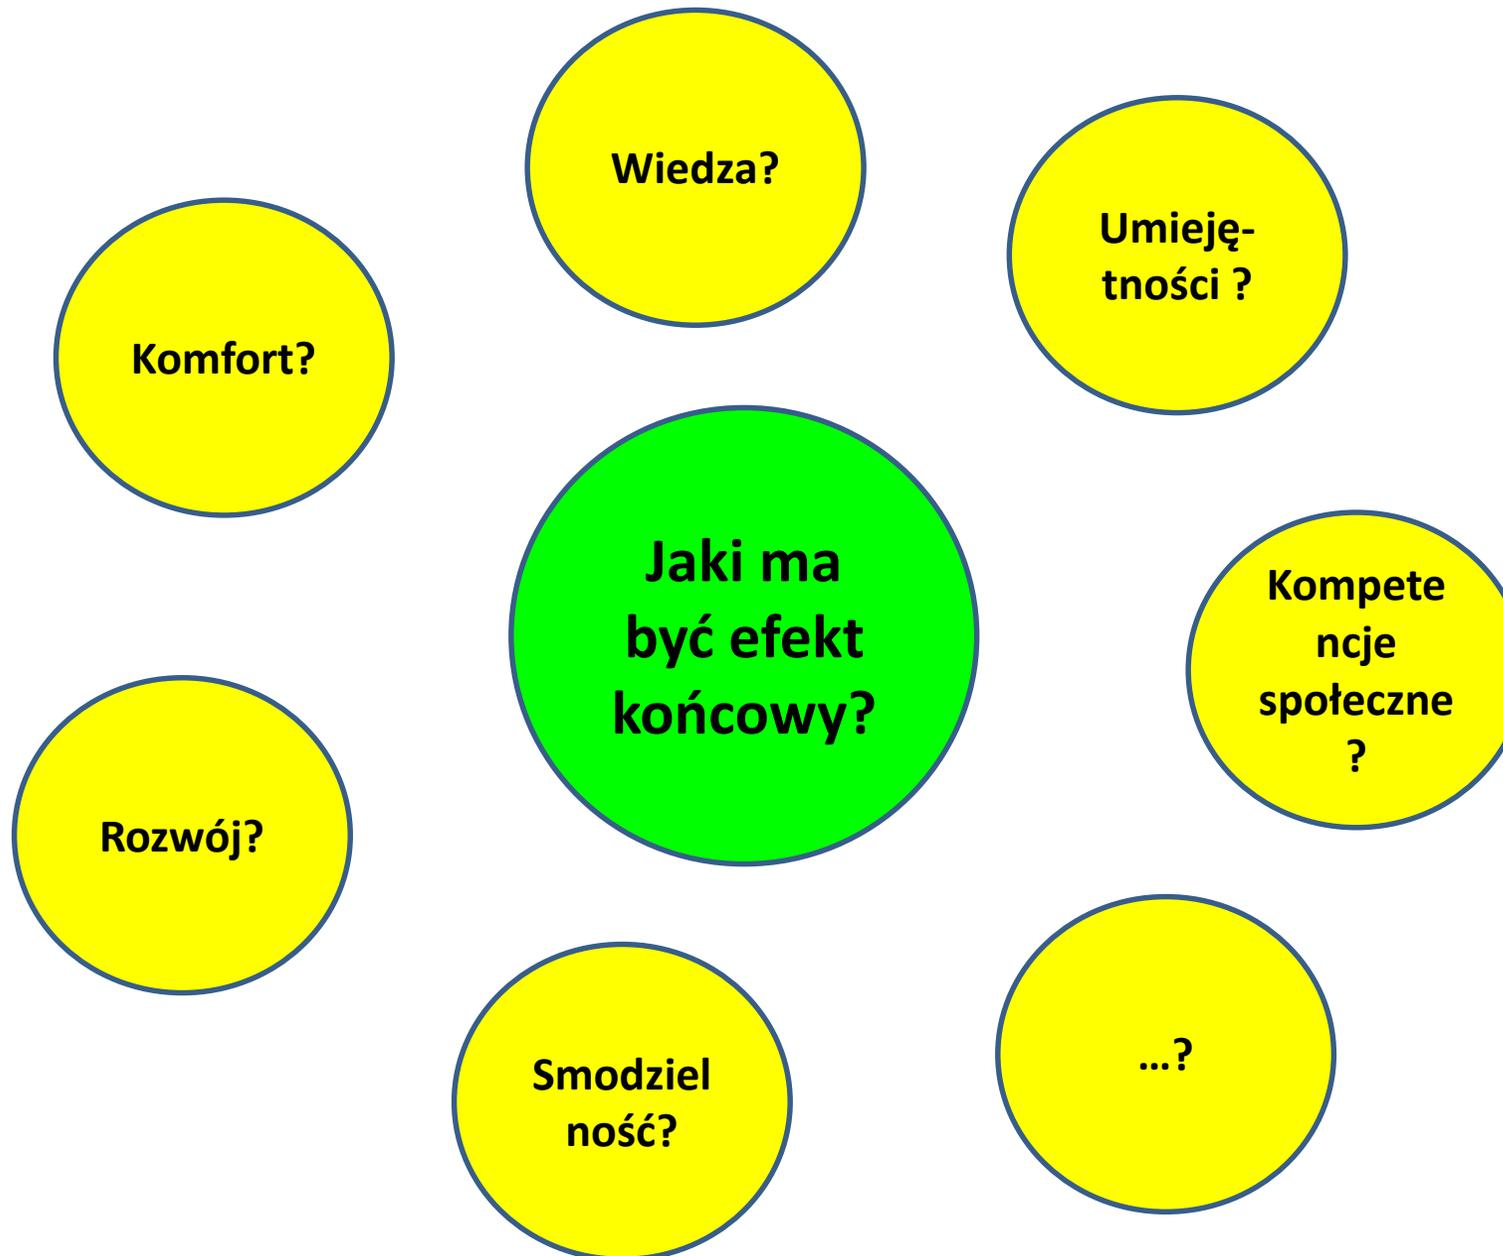 Wiedza?
Umieję-
tności ?
Komfort?
Jaki ma
być efekt
końcowy?
Kompete
ncje
społeczne
?
Rozwój?
Smodziel
ność?
...?